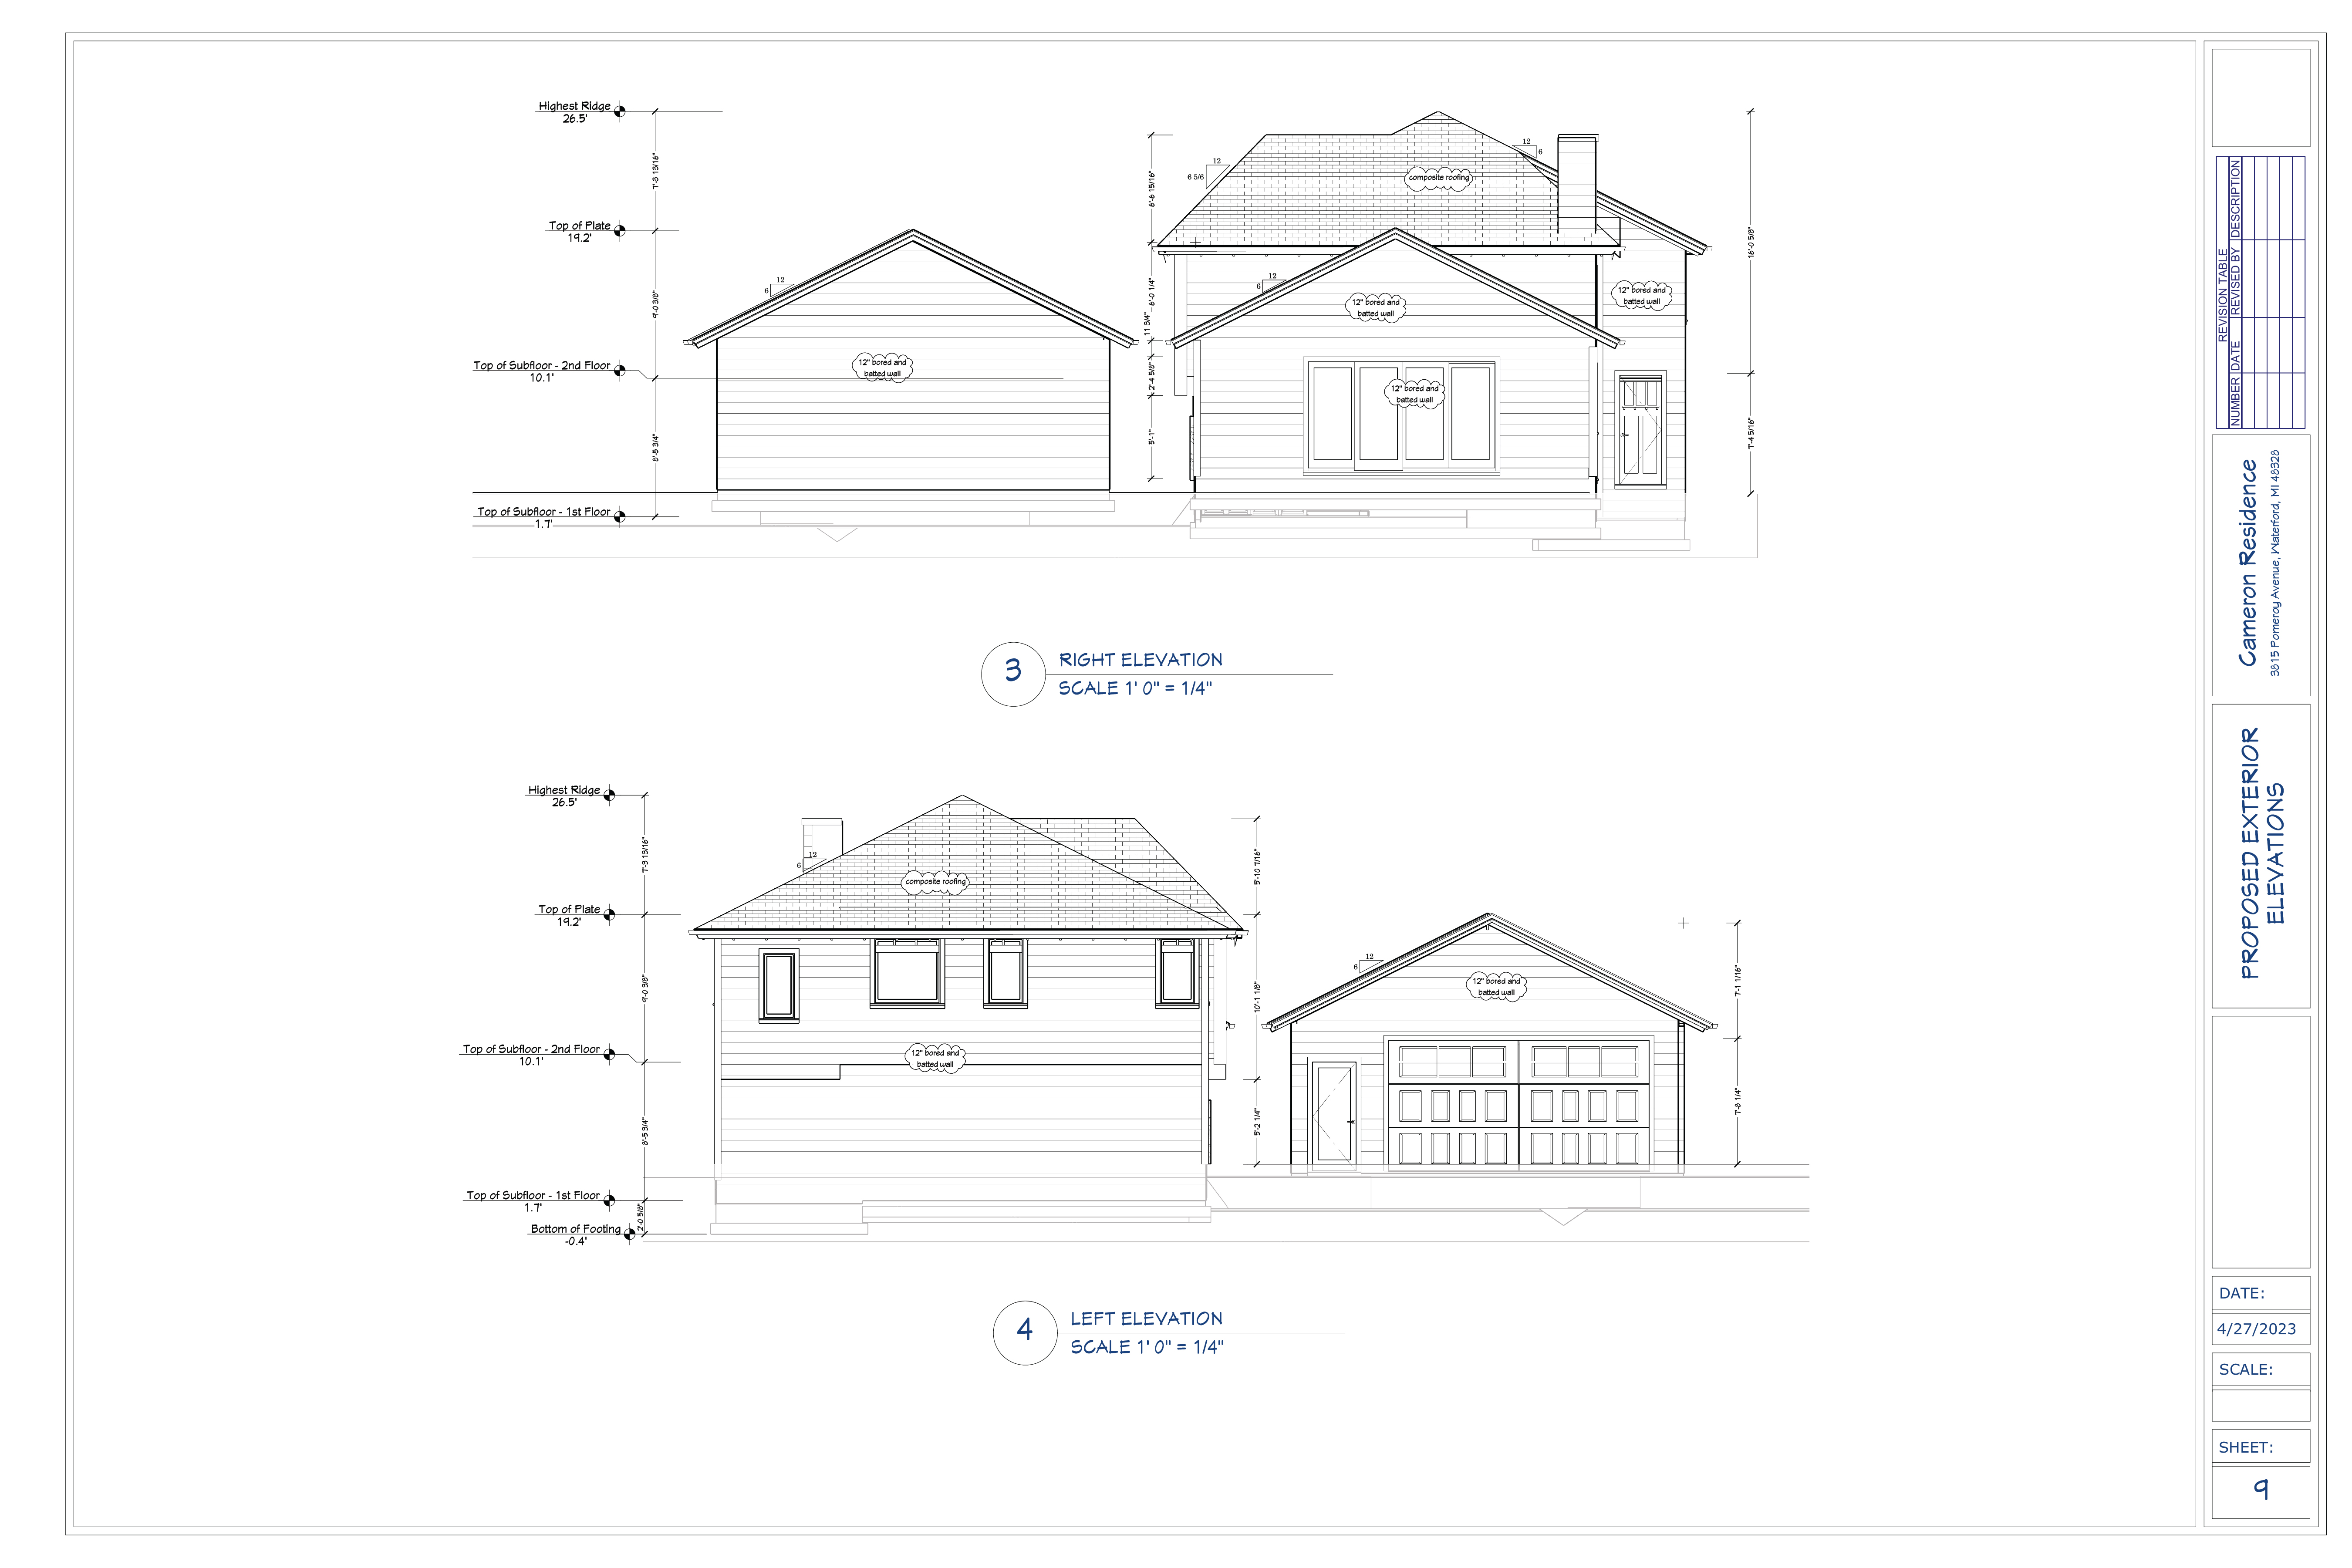 Highest Ridge
26.5'
7'-3 13/16"
Top of Plate
19.2'
9'-0 3/8"
Top of Subfloor - 2nd Floor
10.1'
8'-5 3/4"
Top of Subfloor - 1st Floor
1.7'
12
6
12" bored and
batted wall
6'-6 15/16"
6'-0 1/4"
11 3/4"
2'-4 5/8"
5'-1"
12
6 5/6
composite roofing
12
6
12
6
12" bored and
batted wall
12" bored and
batted wall
12" bored and
batted wall
16'-0 5/8"
7'-4 5/16"
3
RIGHT ELEVATION
SCALE 1' 0" = 1/4"
Highest Ridge
26.5'
7'-3 13/16"
Top of Plate
19.2'
9'-0 3/8"
Top of Subfloor - 2nd Floor
10.1'
8'-5 3/4"
Top of Subfloor - 1st Floor
1.7'
2'-0 5/8"
Bottom of Footing
-0.4'
12
6
composite roofing
12" bored and
batted wall
5'-10 7/16"
10'-1 1/8"
5'-2 1/4"
12
6
12" bored and
batted wall
7'-1 1/16"
7'-8 1/4"
4
LEFT ELEVATION
SCALE 1' 0" = 1/4"
REVISION TABLE
NUMBER DATE REVISED BY DESCRIPTION
Cameron Residence
3815 Pomeroy Avenue, Waterford, MI 48328
PROPOSED EXTERIOR
ELEVATIONS
DATE:
4/27/2023
SCALE:
SHEET:
9